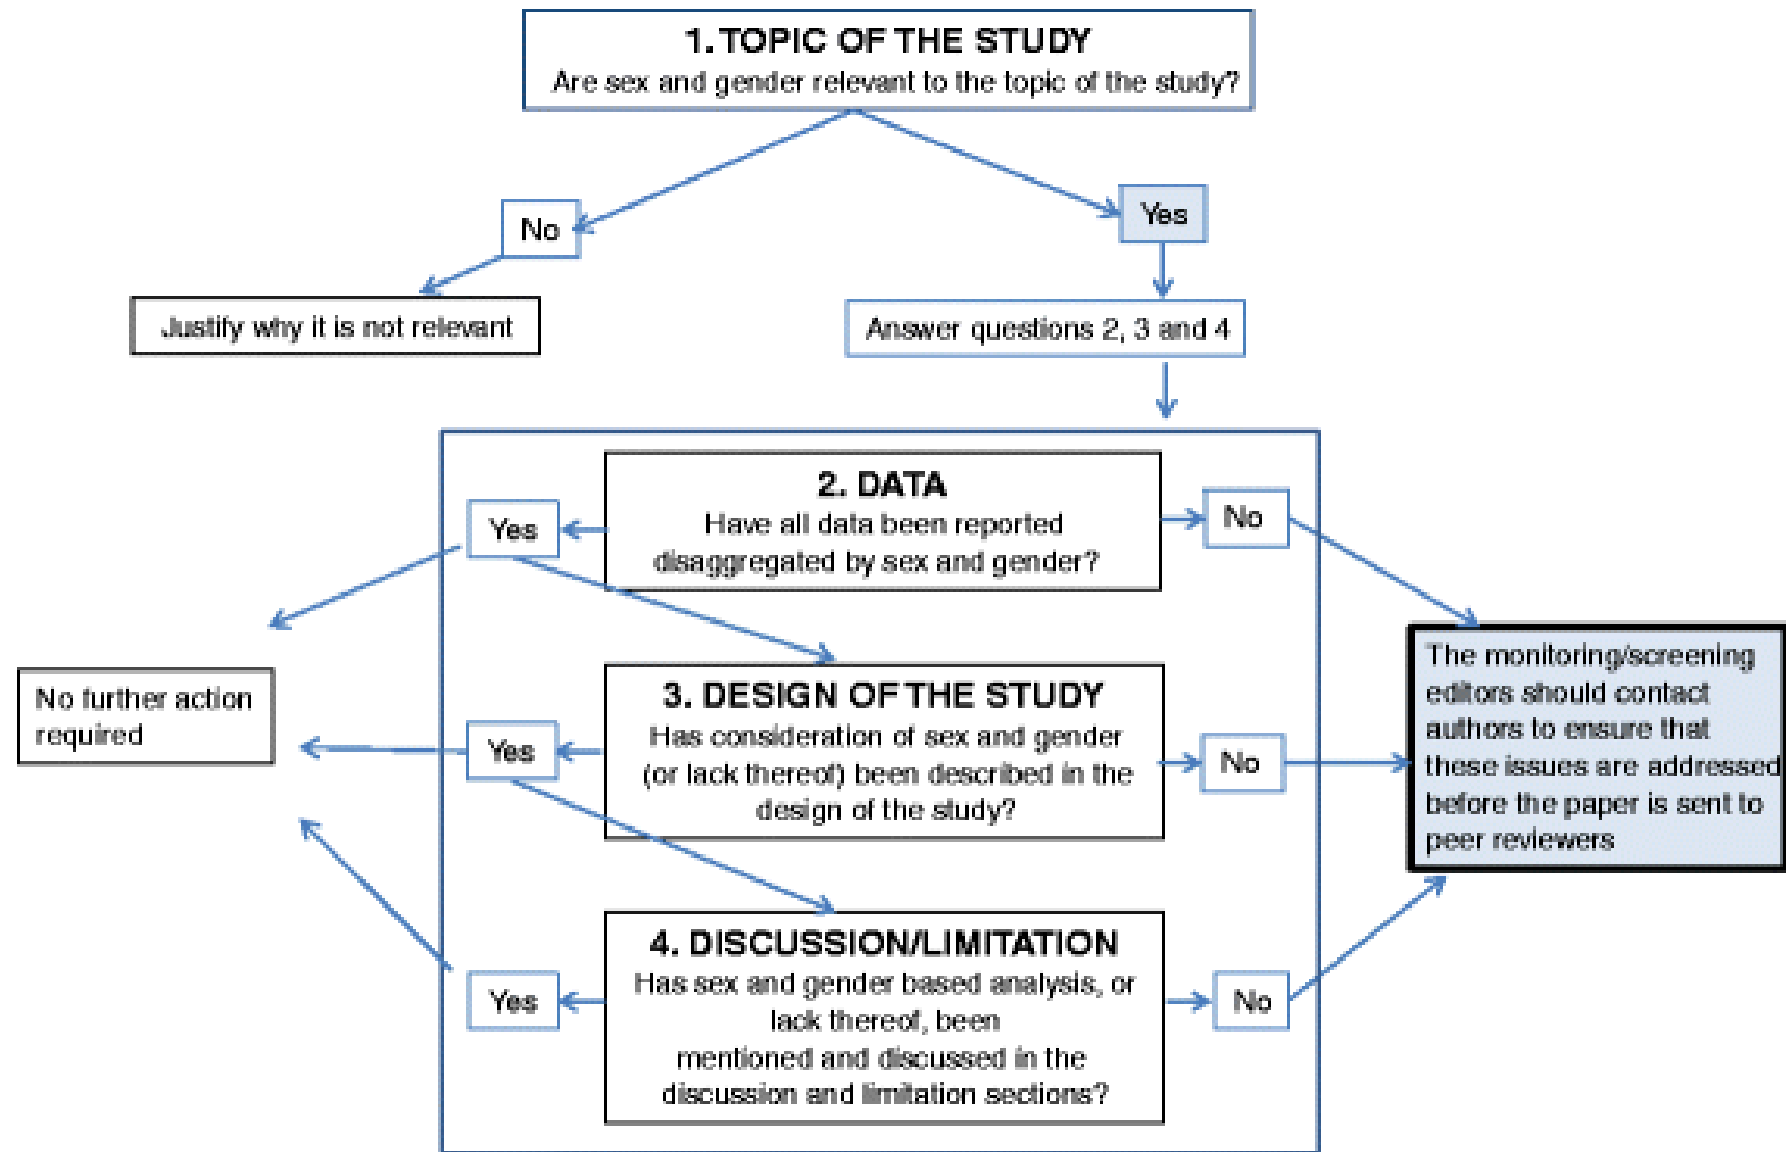 1. TOPIC OF THE STUDY
Are sex and gender relevant to the topic of the study?
No
Yes
Justify why it is not relevant
Answer questions 2, 3 and 4
2. DATA
Have all data been reported
disaggregated by sex and gender?
Yes
No
No further action
required
3. DESIGN OF THE STUDY
Has consideration of sex and gender
(or lack thereof) been described in the
design of the study?
Yes
No
The monitoring/screening
editors should contact
authors to ensure that
these issues are addressed
before the paper is sent to
peer reviewers
4. DISCUSSION/LIMITATION
Has sex and gender based analysis, or
lack thereof, been
mentioned and discussed in the
discussion and limitation sections?
Yes
No